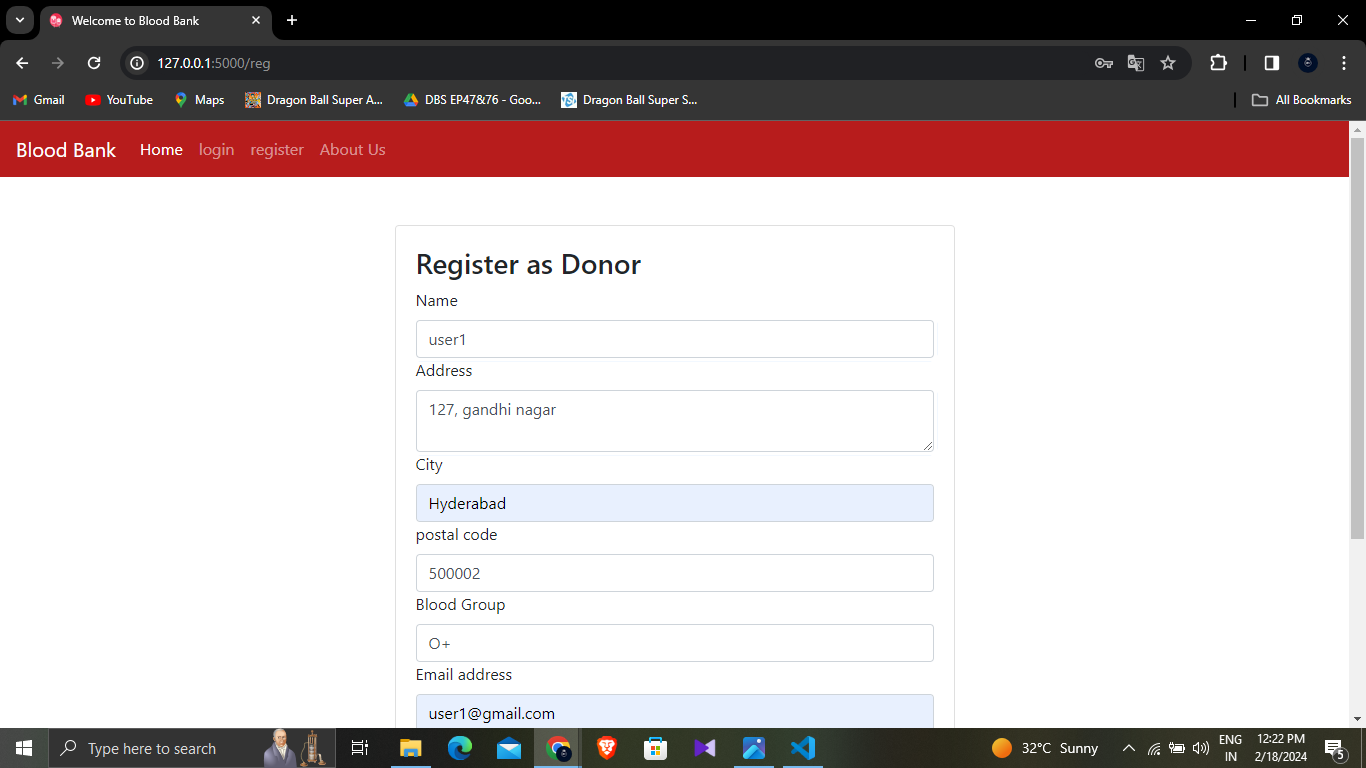 Welcome to Blood Bank
127.0.0.1:5000/reg
Gmail YouTube Maps Dragon Ball Super A... DBS EP47&76 - Goo... Dragon Ball Super S... All Bookmarks
Blood Bank Home login register About Us
Register as Donor
Name
user1
Address
127, gandhi nagar
City
Hyderabad
postal code
500002
Blood Group
O+
Email address
user1@gmail.com
Type here to search
32°C Sunny
ENG
IN
12:22 PM
2/18/2024
5